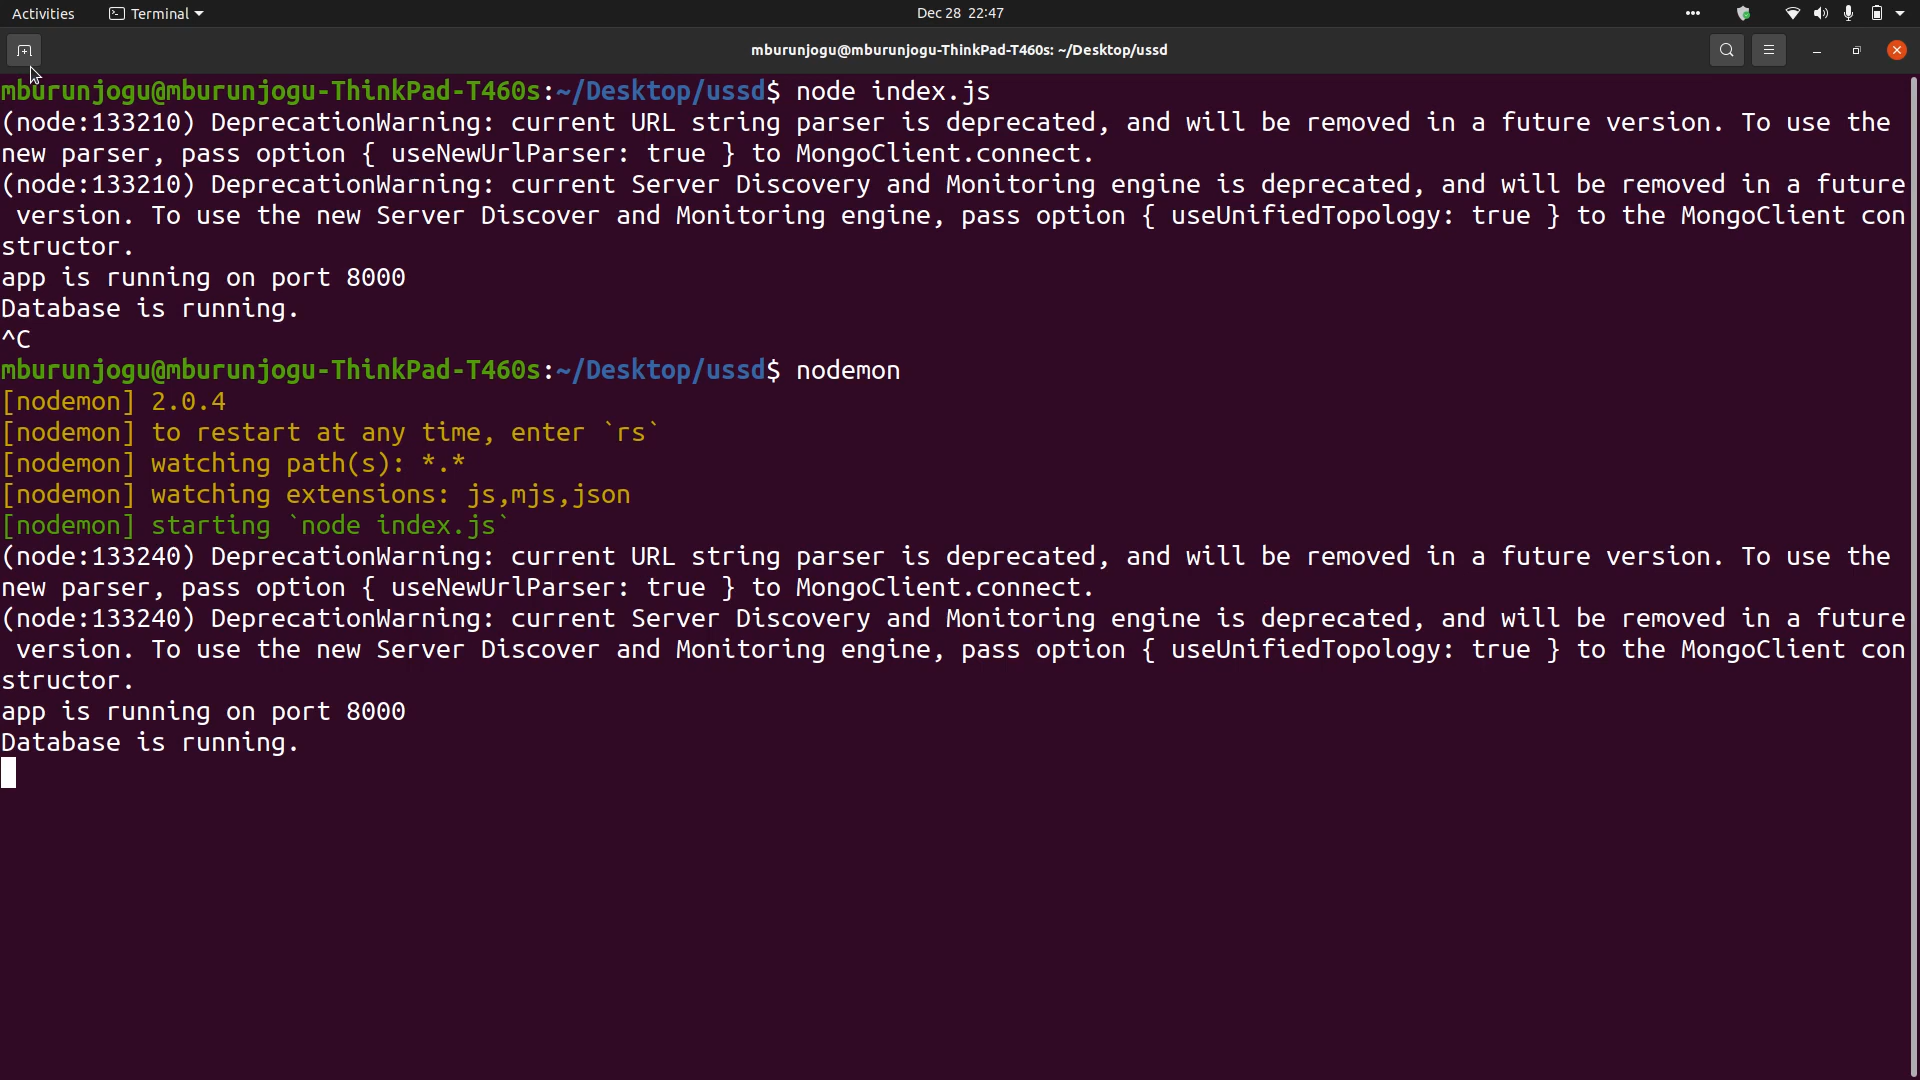 Activities Terminal Dec 28 22:47
mburunjogu@mburunjogu-ThinkPad-T460s: ~/Desktop/ussd
mburunjogu@mburunjogu-ThinkPad-T460s:~/Desktop/ussd$ node index.js
(node:133210) DeprecationWarning: current URL string parser is deprecated, and will be removed in a future version. To use the
new parser, pass option { useNewUrlParser: true } to MongoClient.connect.
(node:133210) DeprecationWarning: current Server Discovery and Monitoring engine is deprecated, and will be removed in a future
 version. To use the new Server Discover and Monitoring engine, pass option { useUnifiedTopology: true } to the MongoClient con
structor.
app is running on port 8000
Database is running.
^C
mburunjogu@mburunjogu-ThinkPad-T460s:~/Desktop/ussd$ nodemon
[nodemon] 2.0.4
[nodemon] to restart at any time, enter `rs`
[nodemon] watching path(s): *.*
[nodemon] watching extensions: js,mjs,json
[nodemon] starting `node index.js`
(node:133240) DeprecationWarning: current URL string parser is deprecated, and will be removed in a future version. To use the
new parser, pass option { useNewUrlParser: true } to MongoClient.connect.
(node:133240) DeprecationWarning: current Server Discovery and Monitoring engine is deprecated, and will be removed in a future
 version. To use the new Server Discover and Monitoring engine, pass option { useUnifiedTopology: true } to the MongoClient con
structor.
app is running on port 8000
Database is running.